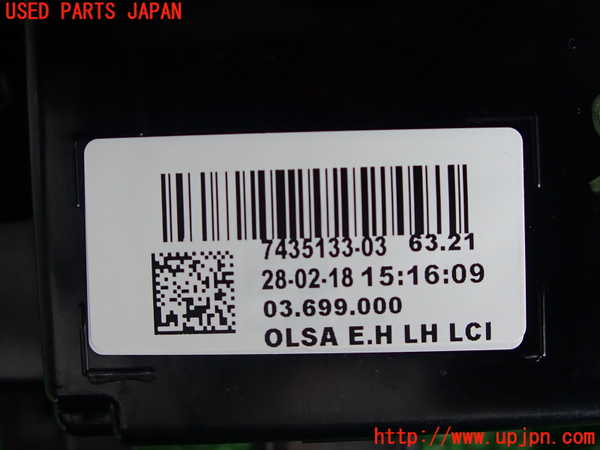 USED PARTS JAPAN
7435133-03 63.21
28-02-18 15:16:09
03.699.000
OLSA E.H LH LCI
http://www.upjpn.com/